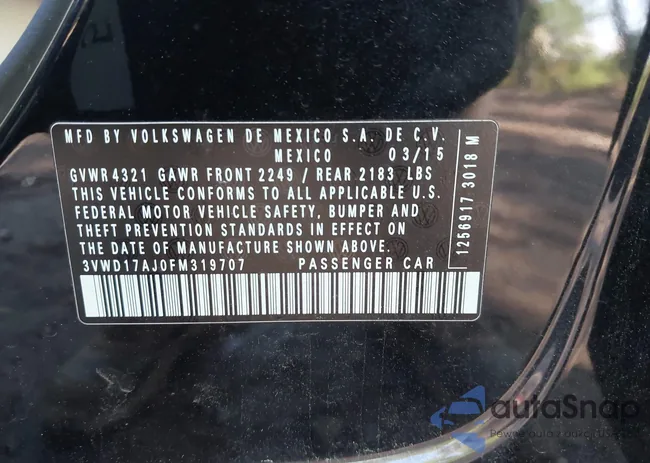 MFD BY VOLKSWAGEN DE MEXICO S.A. DE C.V.
MEXICO 03/15
GVWR 4321 GAWR FRONT 2249 / REAR 2183 LBS
THIS VEHICLE CONFORMS TO ALL APPLICABLE U.S.
FEDERAL MOTOR VEHICLE SAFETY, BUMPER AND
THEFT PREVENTION STANDARDS IN EFFECT ON
THE DATE OF MANUFACTURE SHOWN ABOVE.
3VWD17AJ0FM319707 PASSENGER CAR
1256917 3018 M
autaSnap